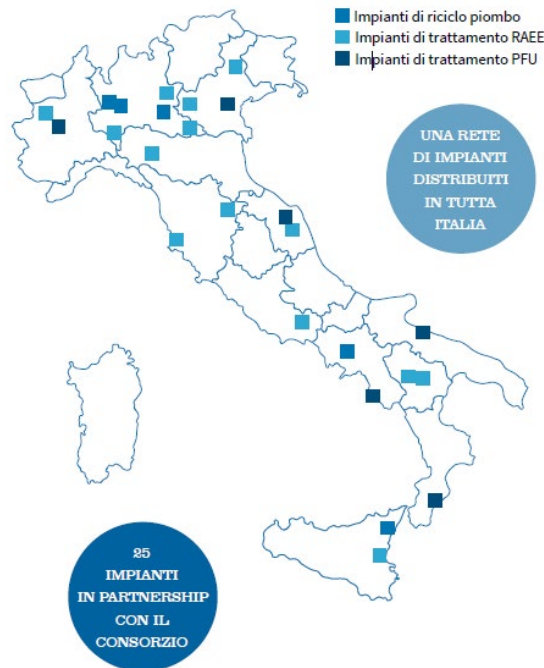 Impianti di riciclo piombo
Impianti di trattamento RAEE
Impianti di trattamento PFU
UNA RETE
DI IMPIANTI
DISTRIBUITI
IN TUTTA
ITALIA
25
IMPIANTI
IN PARTNERSHIP
CON IL
CONSORZIO